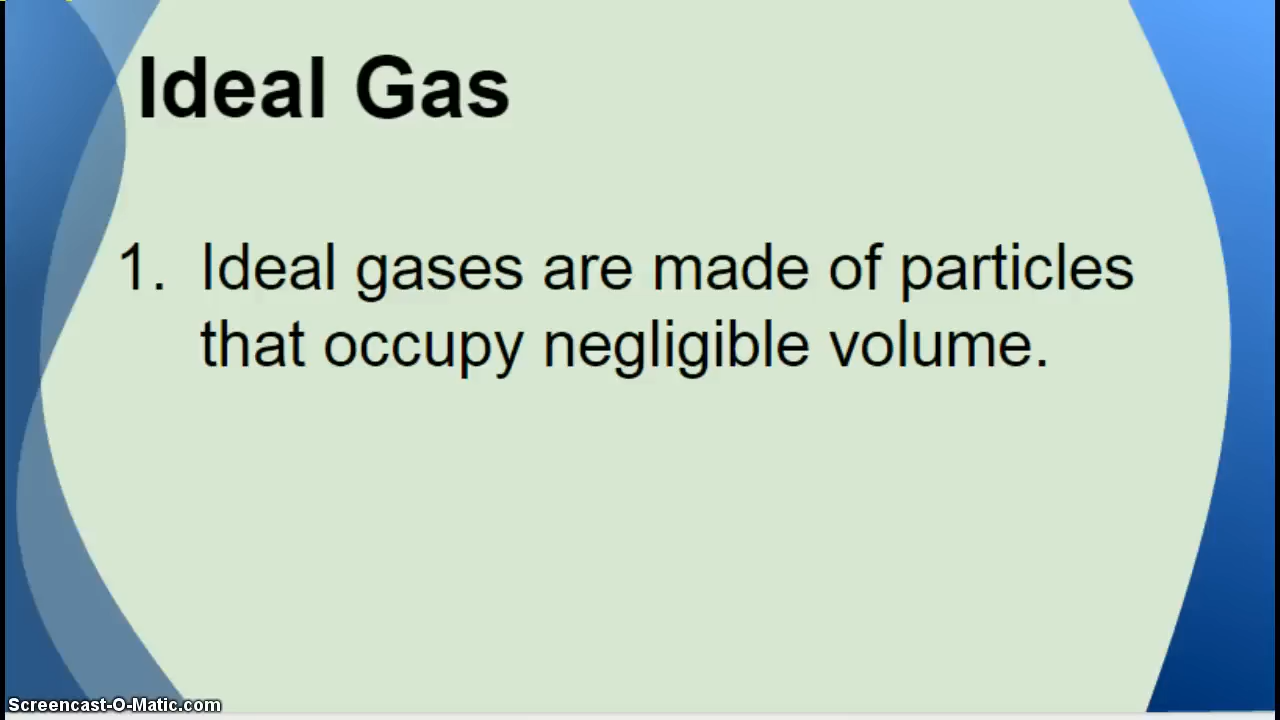 Ideal Gas
1. Ideal gases are made of particles
that occupy negligible volume.
Screencast-O-Matic.com